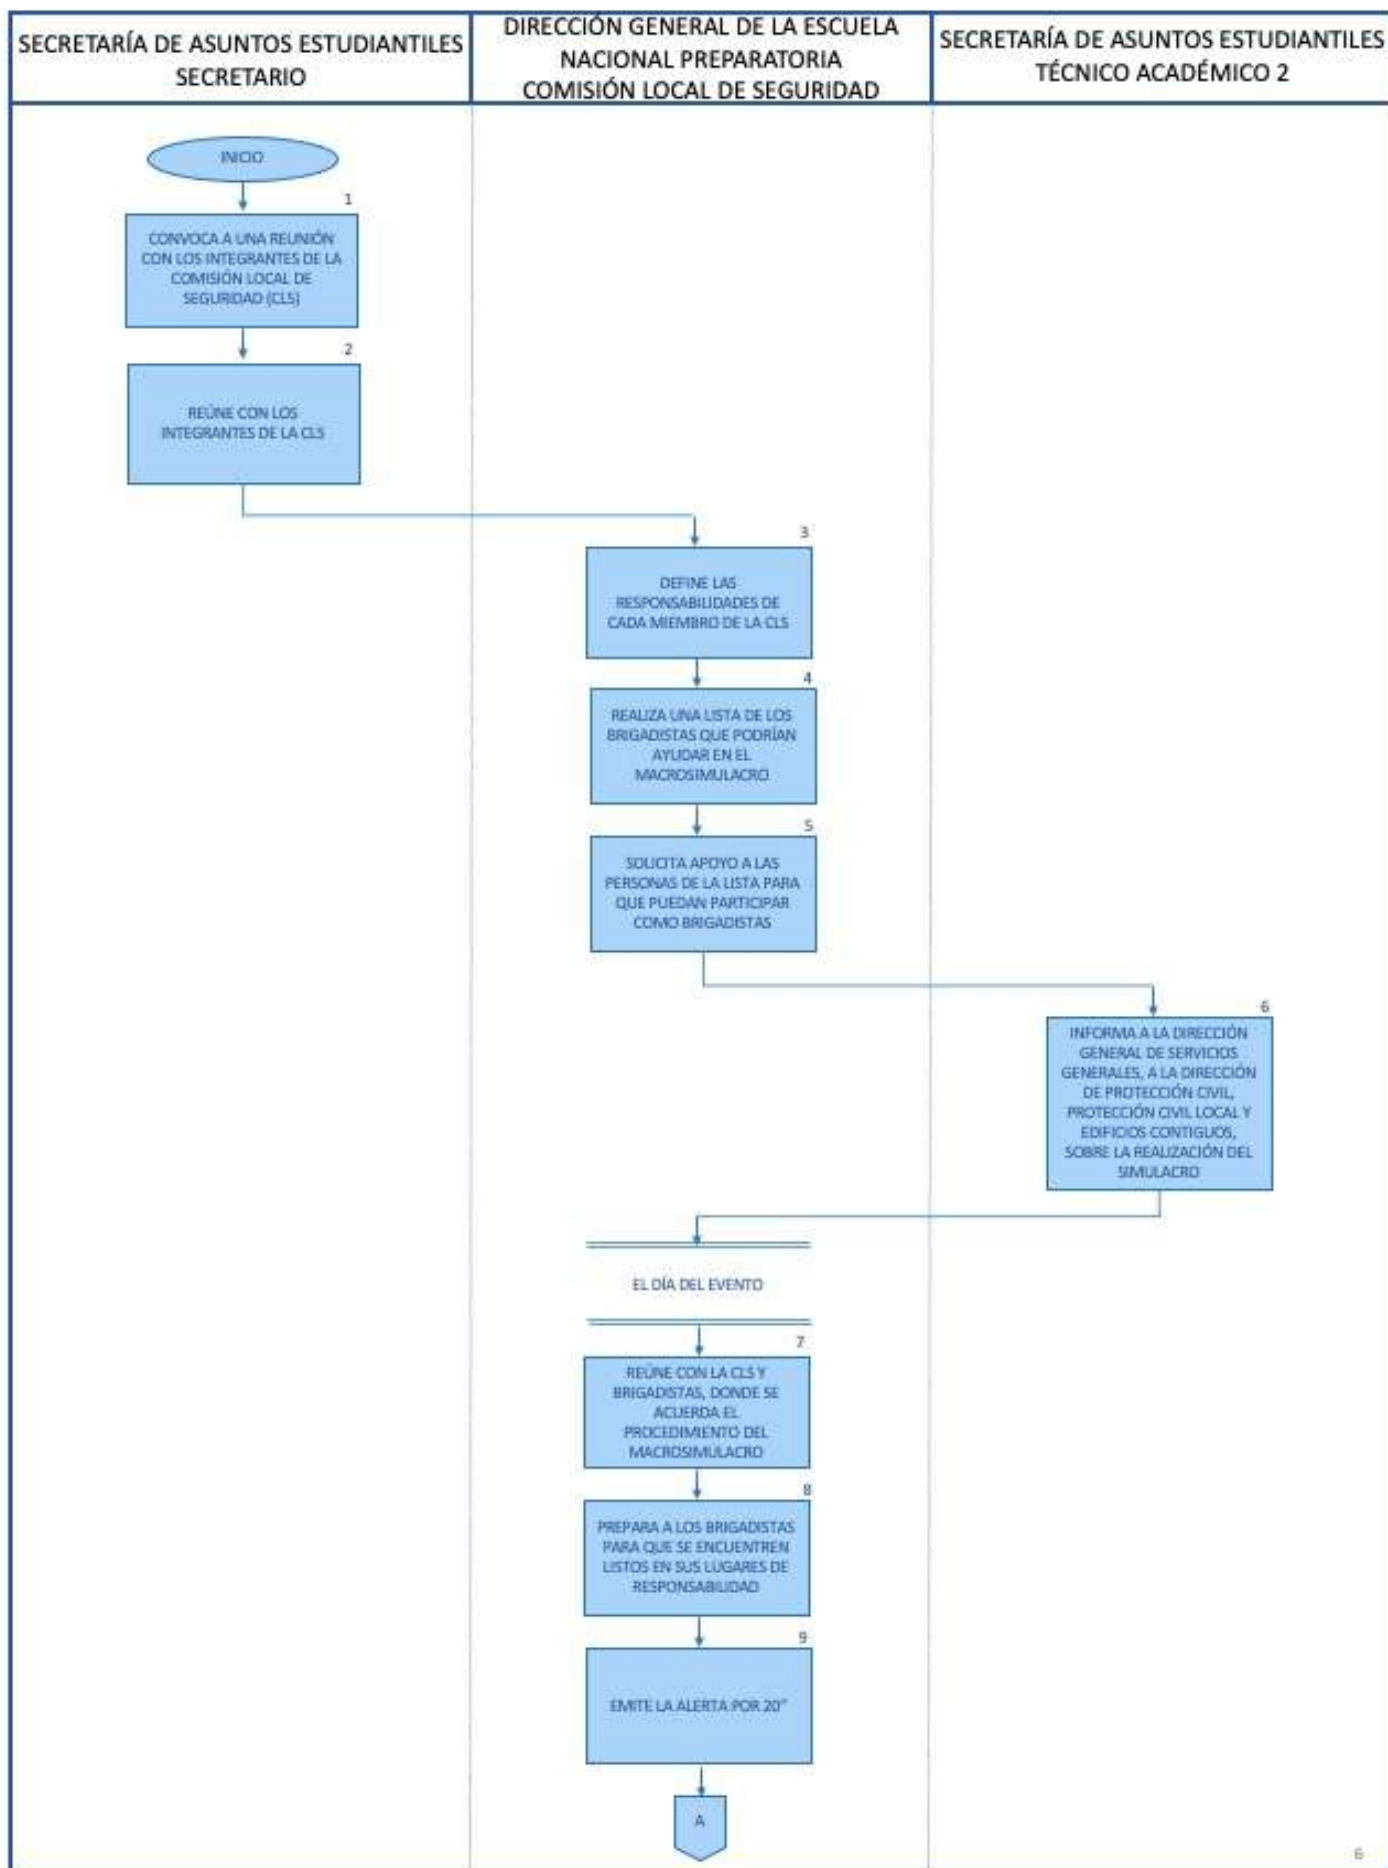 SECRETARÍA DE ASUNTOS ESTUDIANTILES
SECRETARIO
DIRECCIÓN GENERAL DE LA ESCUELA
NACIONAL PREPARATORIA
COMISIÓN LOCAL DE SEGURIDAD
SECRETARÍA DE ASUNTOS ESTUDIANTILES
TÉCNICO ACADÉMICO 2
INICIO
1
CONVOCA A UNA REUNIÓN
CON LOS INTEGRANTES DE LA
COMISIÓN LOCAL DE
SEGURIDAD (CLS)
2
REÚNE CON LOS
INTEGRANTES DE LA CLS
3
DEFINE LAS
RESPONSABILIDADES DE
CADA MIEMBRO DE LA CLS
4
REALIZA UNA LISTA DE LOS
BRIGADISTAS QUE PODRÍAN
AYUDAR EN EL
MACROSIMULACRO
5
SOLICITA APOYO A LAS
PERSONAS DE LA LISTA PARA
QUE PUEDAN PARTICIPAR
COMO BRIGADISTAS
6
INFORMA A LA DIRECCIÓN
GENERAL DE SERVICIOS
GENERALES, A LA DIRECCIÓN
DE PROTECCIÓN CIVIL,
PROTECCIÓN CIVIL LOCAL Y
EDIFICIOS CONTIGUOS,
SOBRE LA REALIZACIÓN DEL
SIMULACRO
EL DÍA DEL EVENTO
7
REÚNE CON LA CLS Y
BRIGADISTAS, DONDE SE
ACUERDA EL
PROCEDIMIENTO DEL
MACROSIMULACRO
8
PREPARA A LOS BRIGADISTAS
PARA QUE SE ENCUENTREN
LISTOS EN SUS LUGARES DE
RESPONSABILIDAD
9
EMITE LA ALERTA POR 20"
A
6